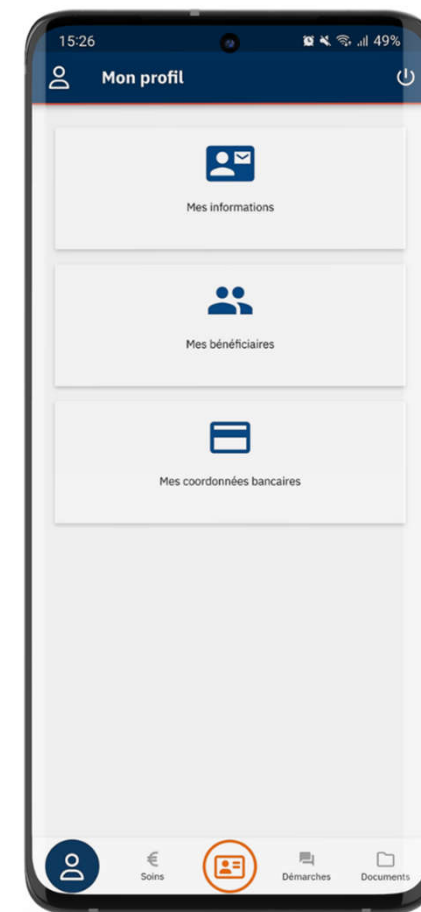 15:26 49%
Mon profil
Mes informations
Mes bénéficiaires
Mes coordonnées bancaires
€
Soins Démarches Documents